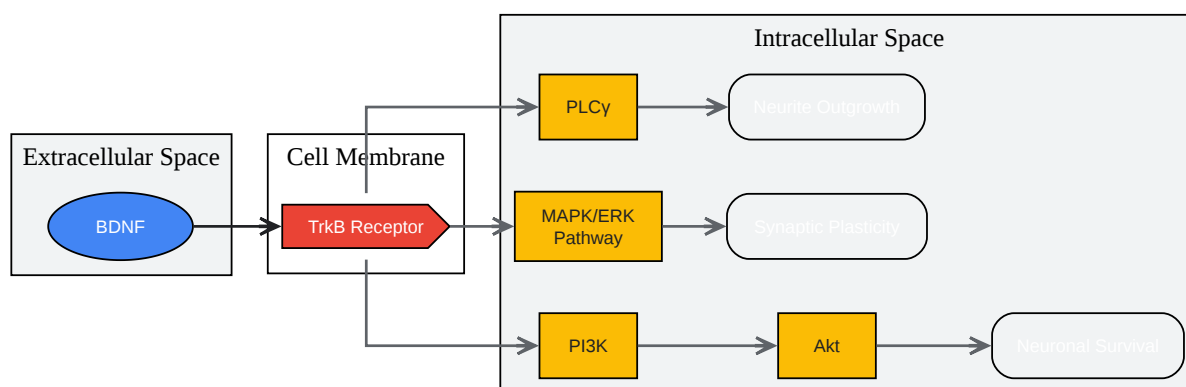 Intracellular Space
PLCγ
Neurite Outgrowth
Extracellular Space
Cell Membrane
BDNF
TrkB Receptor
MAPK/ERK
Pathway
Synaptic Plasticity
PI3K
Akt
Neuronal Survival